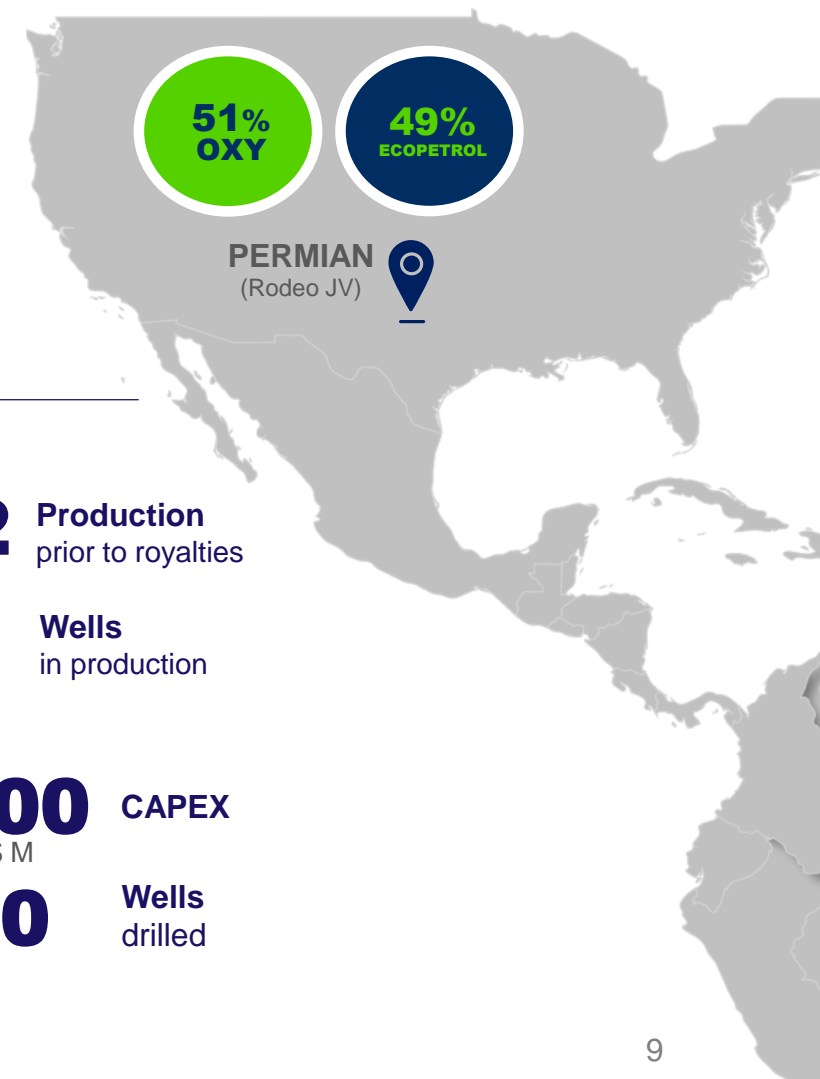 51%
OXY
49%
ECOPETROL
PERMIAN
(Rodeo JV)
Production
prior to royalties
Wells
in production
00 CAPEX
M
0 Wells
drilled
9